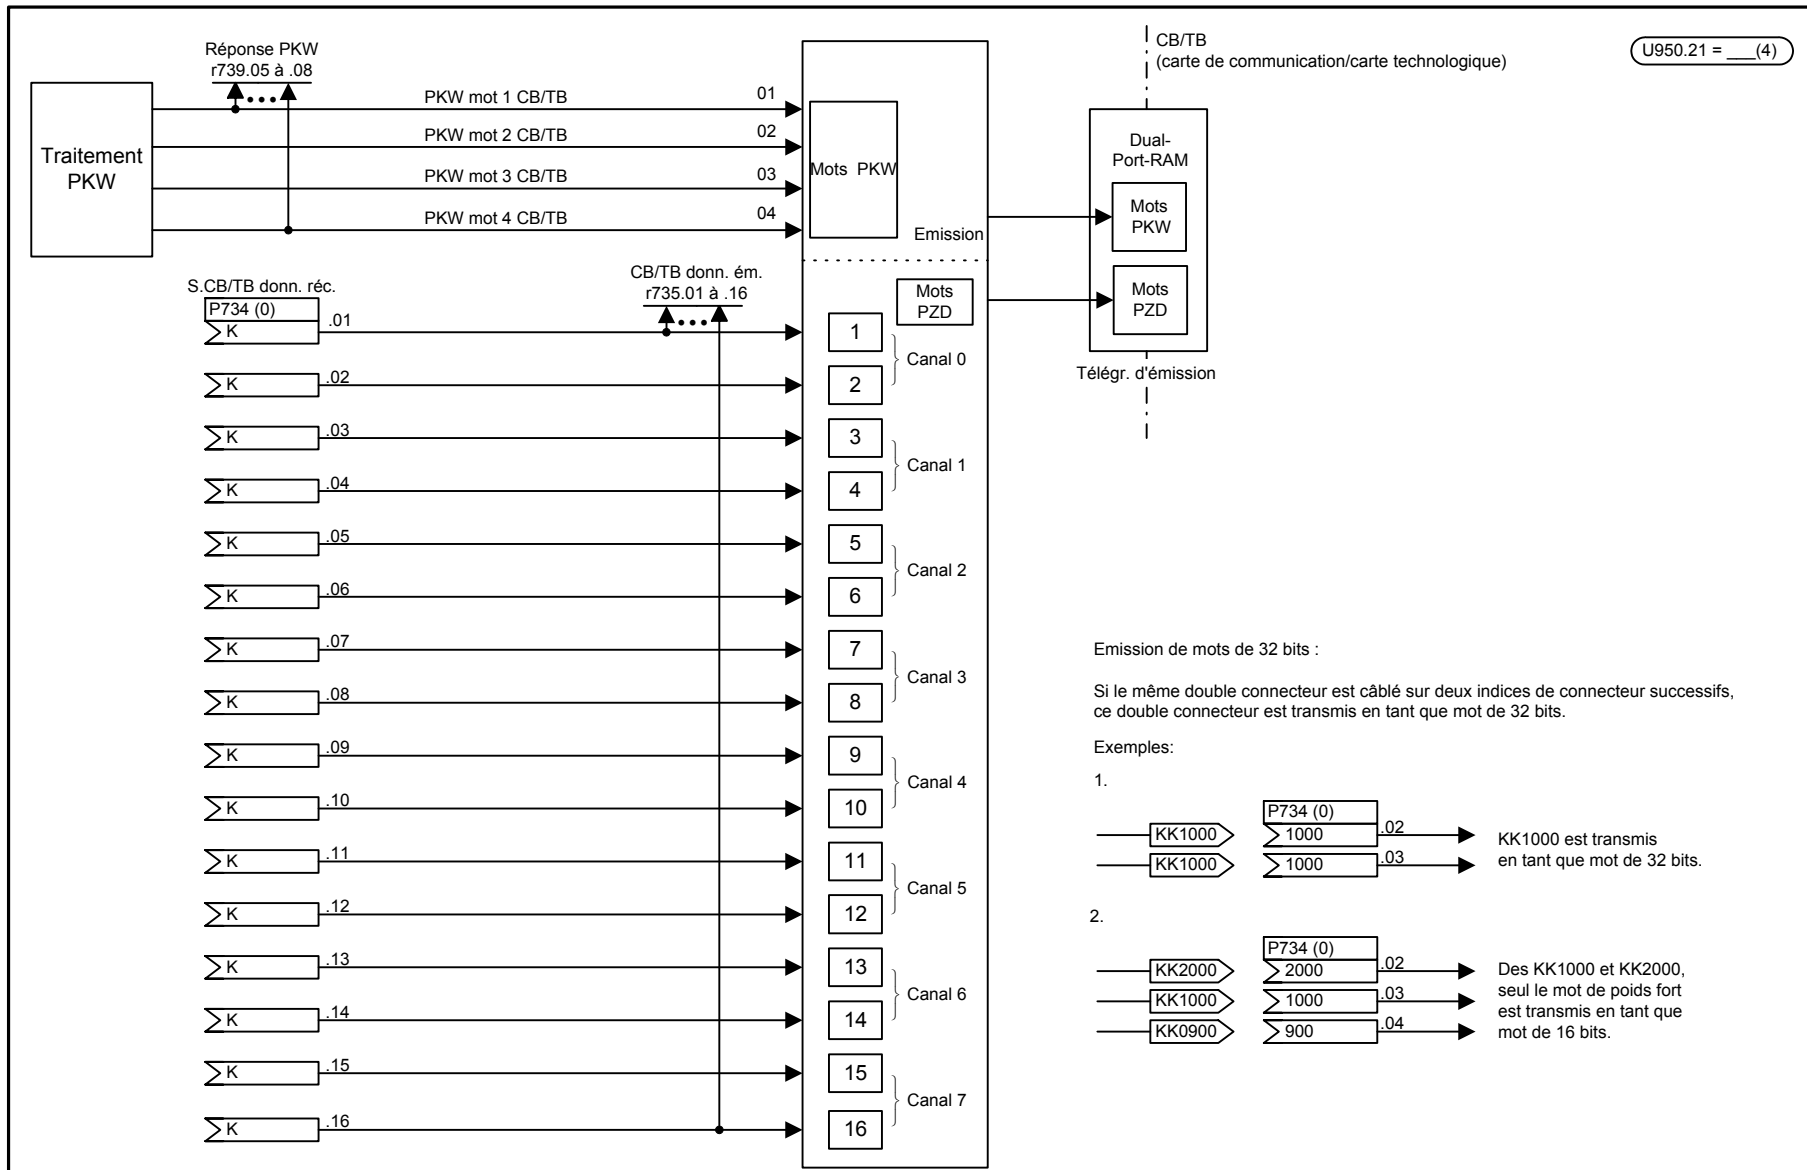 Réponse PKW
r739.05 à .08
CB/TB
(carte de communication/carte technologique)
U950.21 = ___(4)
Traitement
PKW
PKW mot 1 CB/TB
01
PKW mot 2 CB/TB
02
PKW mot 3 CB/TB
03
PKW mot 4 CB/TB
04
Mots PKW
Emission
Dual-
Port-RAM
Mots
PKW
Mots
PZD
Télégr. d'émission
S.CB/TB donn. réc.
P734 (0)
CB/TB donn. ém.
r735.01 à .16
Mots
PZD
K .01
1
Canal 0
K .02
2
K .03
3
Canal 1
K .04
4
K .05
5
Canal 2
K .06
6
K .07
7
Canal 3
K .08
8
K .09
9
Canal 4
K .10
10
K .11
11
Canal 5
K .12
12
K .13
13
Canal 6
K .14
14
K .15
15
Canal 7
K .16
16
Emission de mots de 32 bits :
Si le même double connecteur est câblé sur deux indices de connecteur successifs,
ce double connecteur est transmis en tant que mot de 32 bits.
Exemples:
1.
P734 (0)
KK1000 1000 .02
KK1000 1000 .03
KK1000 est transmis
en tant que mot de 32 bits.
2.
P734 (0)
KK2000 2000 .02
KK1000 1000 .03
KK0900 900 .04
Des KK1000 et KK2000,
seul le mot de poids fort
est transmis en tant que
mot de 16 bits.